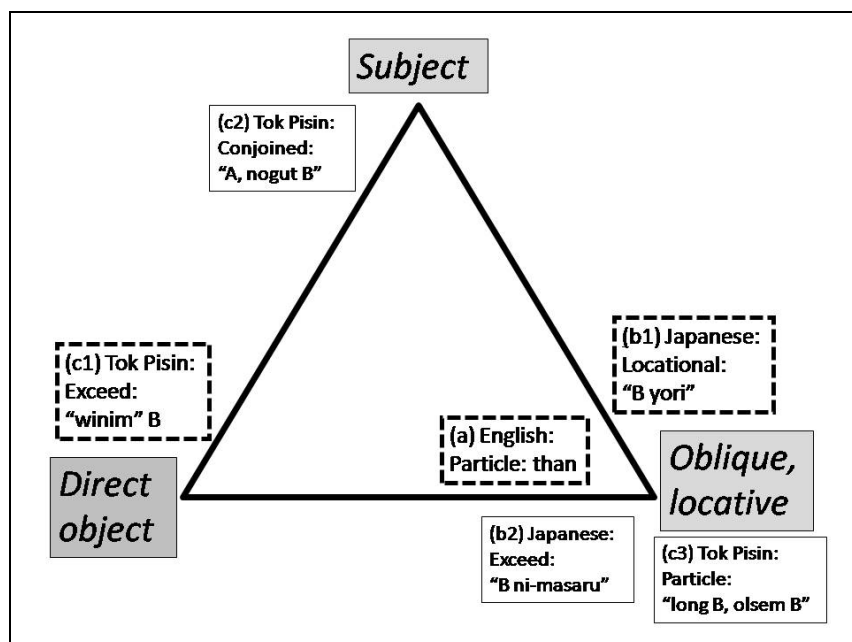 Subject
(c2) Tok Pisin:
Conjoined:
“A, nogut B”
(c1) Tok Pisin:
Exceed:
“winim” B
(b1) Japanese:
Locational:
“B yori”
(a) English:
Particle: than
Direct
object
Oblique,
locative
(b2) Japanese:
Exceed:
“B ni-masaru”
(c3) Tok Pisin:
Particle:
“long B, olsem B”